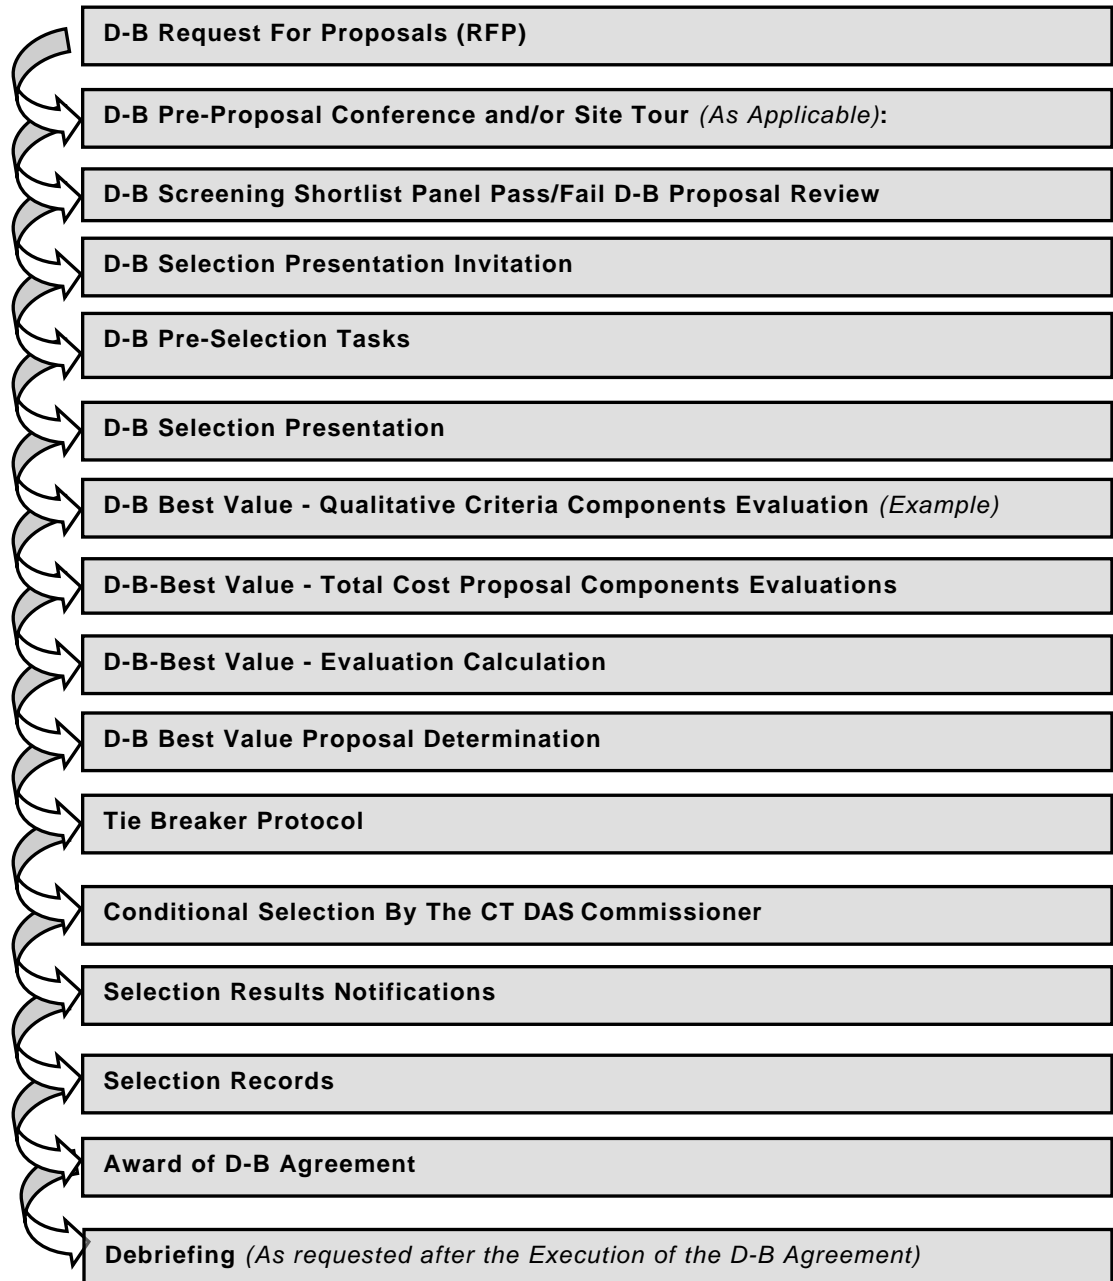 D-B Request For Proposals (RFP)
D-B Pre-Proposal Conference and/or Site Tour (As Applicable):
D-B Screening Shortlist Panel Pass/Fail D-B Proposal Review
D-B Selection Presentation Invitation
D-B Pre-Selection Tasks
D-B Selection Presentation
D-B Best Value - Qualitative Criteria Components Evaluation (Example)
D-B-Best Value - Total Cost Proposal Components Evaluations
D-B-Best Value - Evaluation Calculation
D-B Best Value Proposal Determination
Tie Breaker Protocol
Conditional Selection By The CT DAS Commissioner
Selection Results Notifications
Selection Records
Award of D-B Agreement
Debriefing (As requested after the Execution of the D-B Agreement)